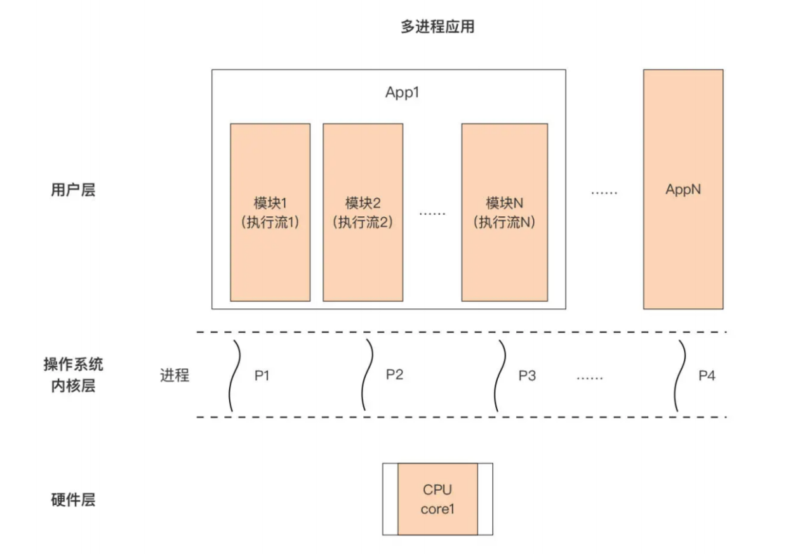 多进程应用
App1
用户层
模块1
(执行流1)
模块2
(执行流2)
......
模块N
(执行流N)
......
AppN
操作系统
内核层
进程
P1
P2
P3
......
P4
硬件层
CPU
core1